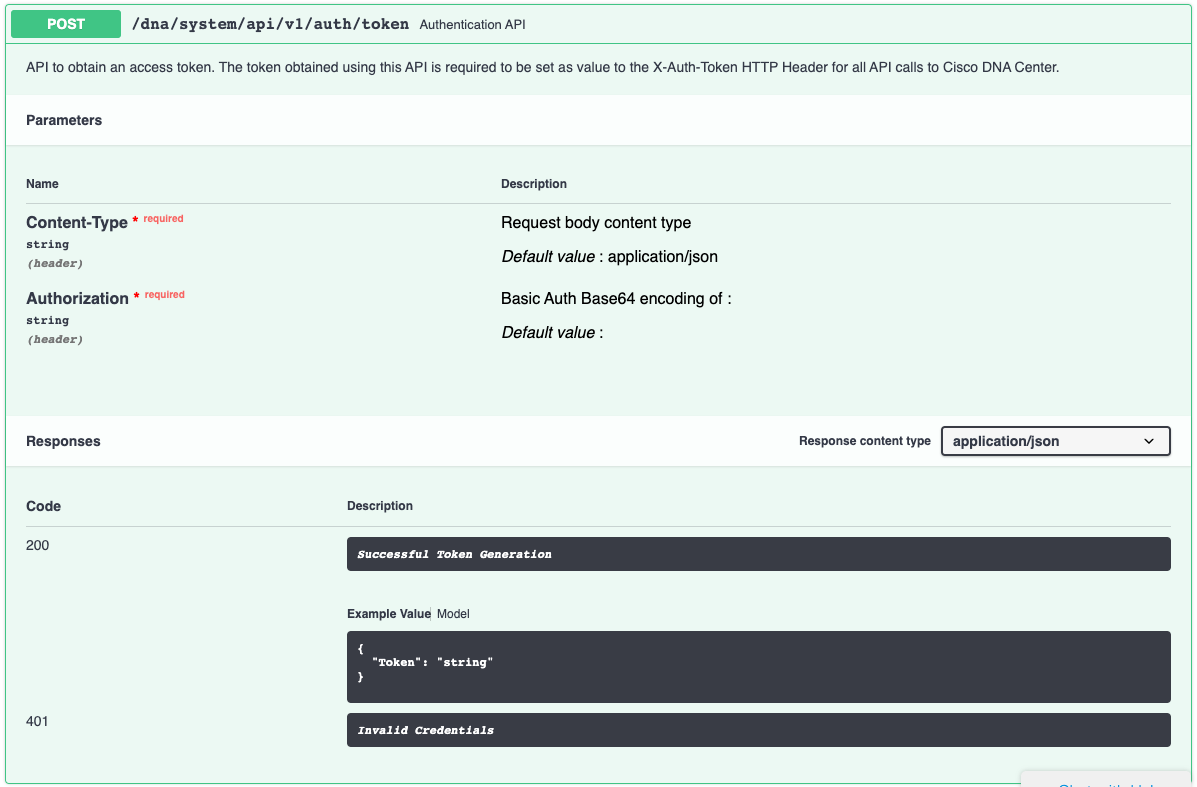 POST /dna/system/api/v1/auth/token Authentication API
API to obtain an access token. The token obtained using this API is required to be set as value to the X-Auth-Token HTTP Header for all API calls to Cisco DNA Center.
Parameters
Name Description
Content-Type * required Request body content type
string
(header) Default value : application/json
Authorization * required Basic Auth Base64 encoding of :
string
(header) Default value :
Responses Response content type application/json
Code Description
200 Successful Token Generation
Example Value Model
{
"Token": "string"
}
401 Invalid Credentials